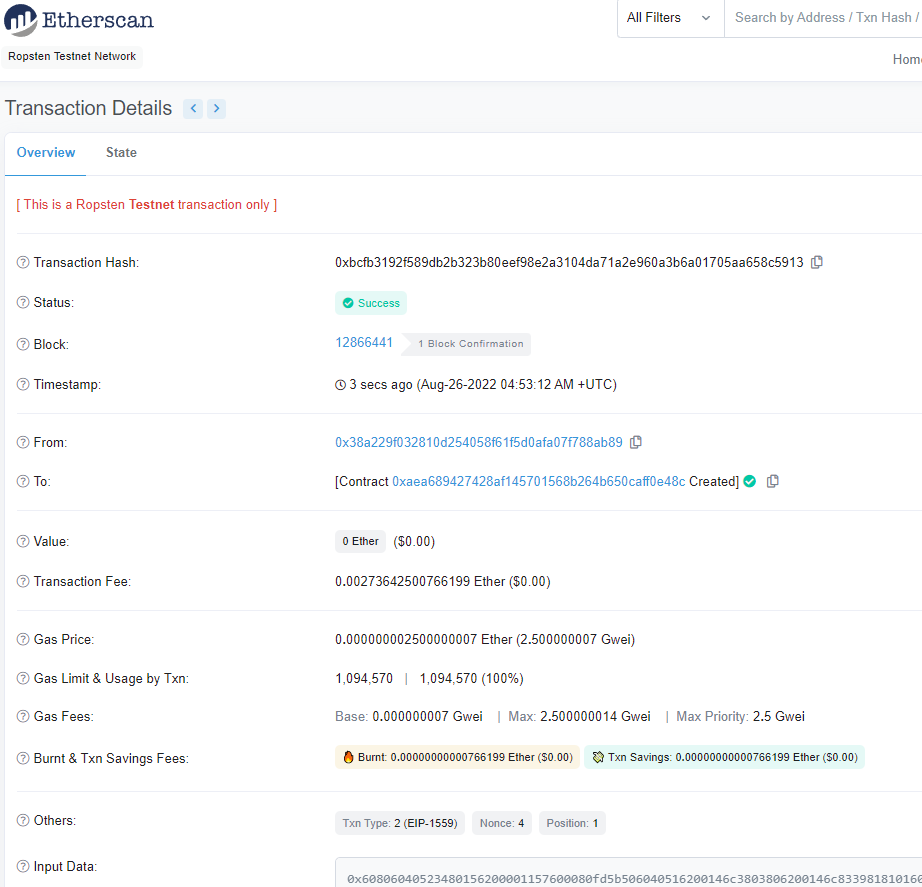 Etherscan
All Filters
Search by Address / Txn Hash /
Ropsten Testnet Network
Transaction Details
Overview State
[ This is a Ropsten Testnet transaction only ]
Transaction Hash: 0xbcfb3192f589db2b323b80eef98e2a3104da71a2e960a3b6a01705aa658c5913
Status: Success
Block: 12866441 1 Block Confirmation
Timestamp: 3 secs ago (Aug-26-2022 04:53:12 AM +UTC)
From: 0x38a229f032810d254058f61f5d0afa07f788ab89
To: [Contract 0xaea689427428af145701568b264b650caff0e48c Created]
Value: 0 Ether ($0.00)
Transaction Fee: 0.00273642500766199 Ether ($0.00)
Gas Price: 0.000000002500000007 Ether (2.500000007 Gwei)
Gas Limit & Usage by Txn: 1,094,570 | 1,094,570 (100%)
Gas Fees: Base: 0.000000007 Gwei | Max: 2.500000014 Gwei | Max Priority: 2.5 Gwei
Burnt & Txn Savings Fees: Burnt: 0.00000000000766199 Ether ($0.00) Txn Savings: 0.00000000000766199 Ether ($0.00)
Others: Txn Type: 2 (EIP-1559) Nonce: 4 Position: 1
Input Data: